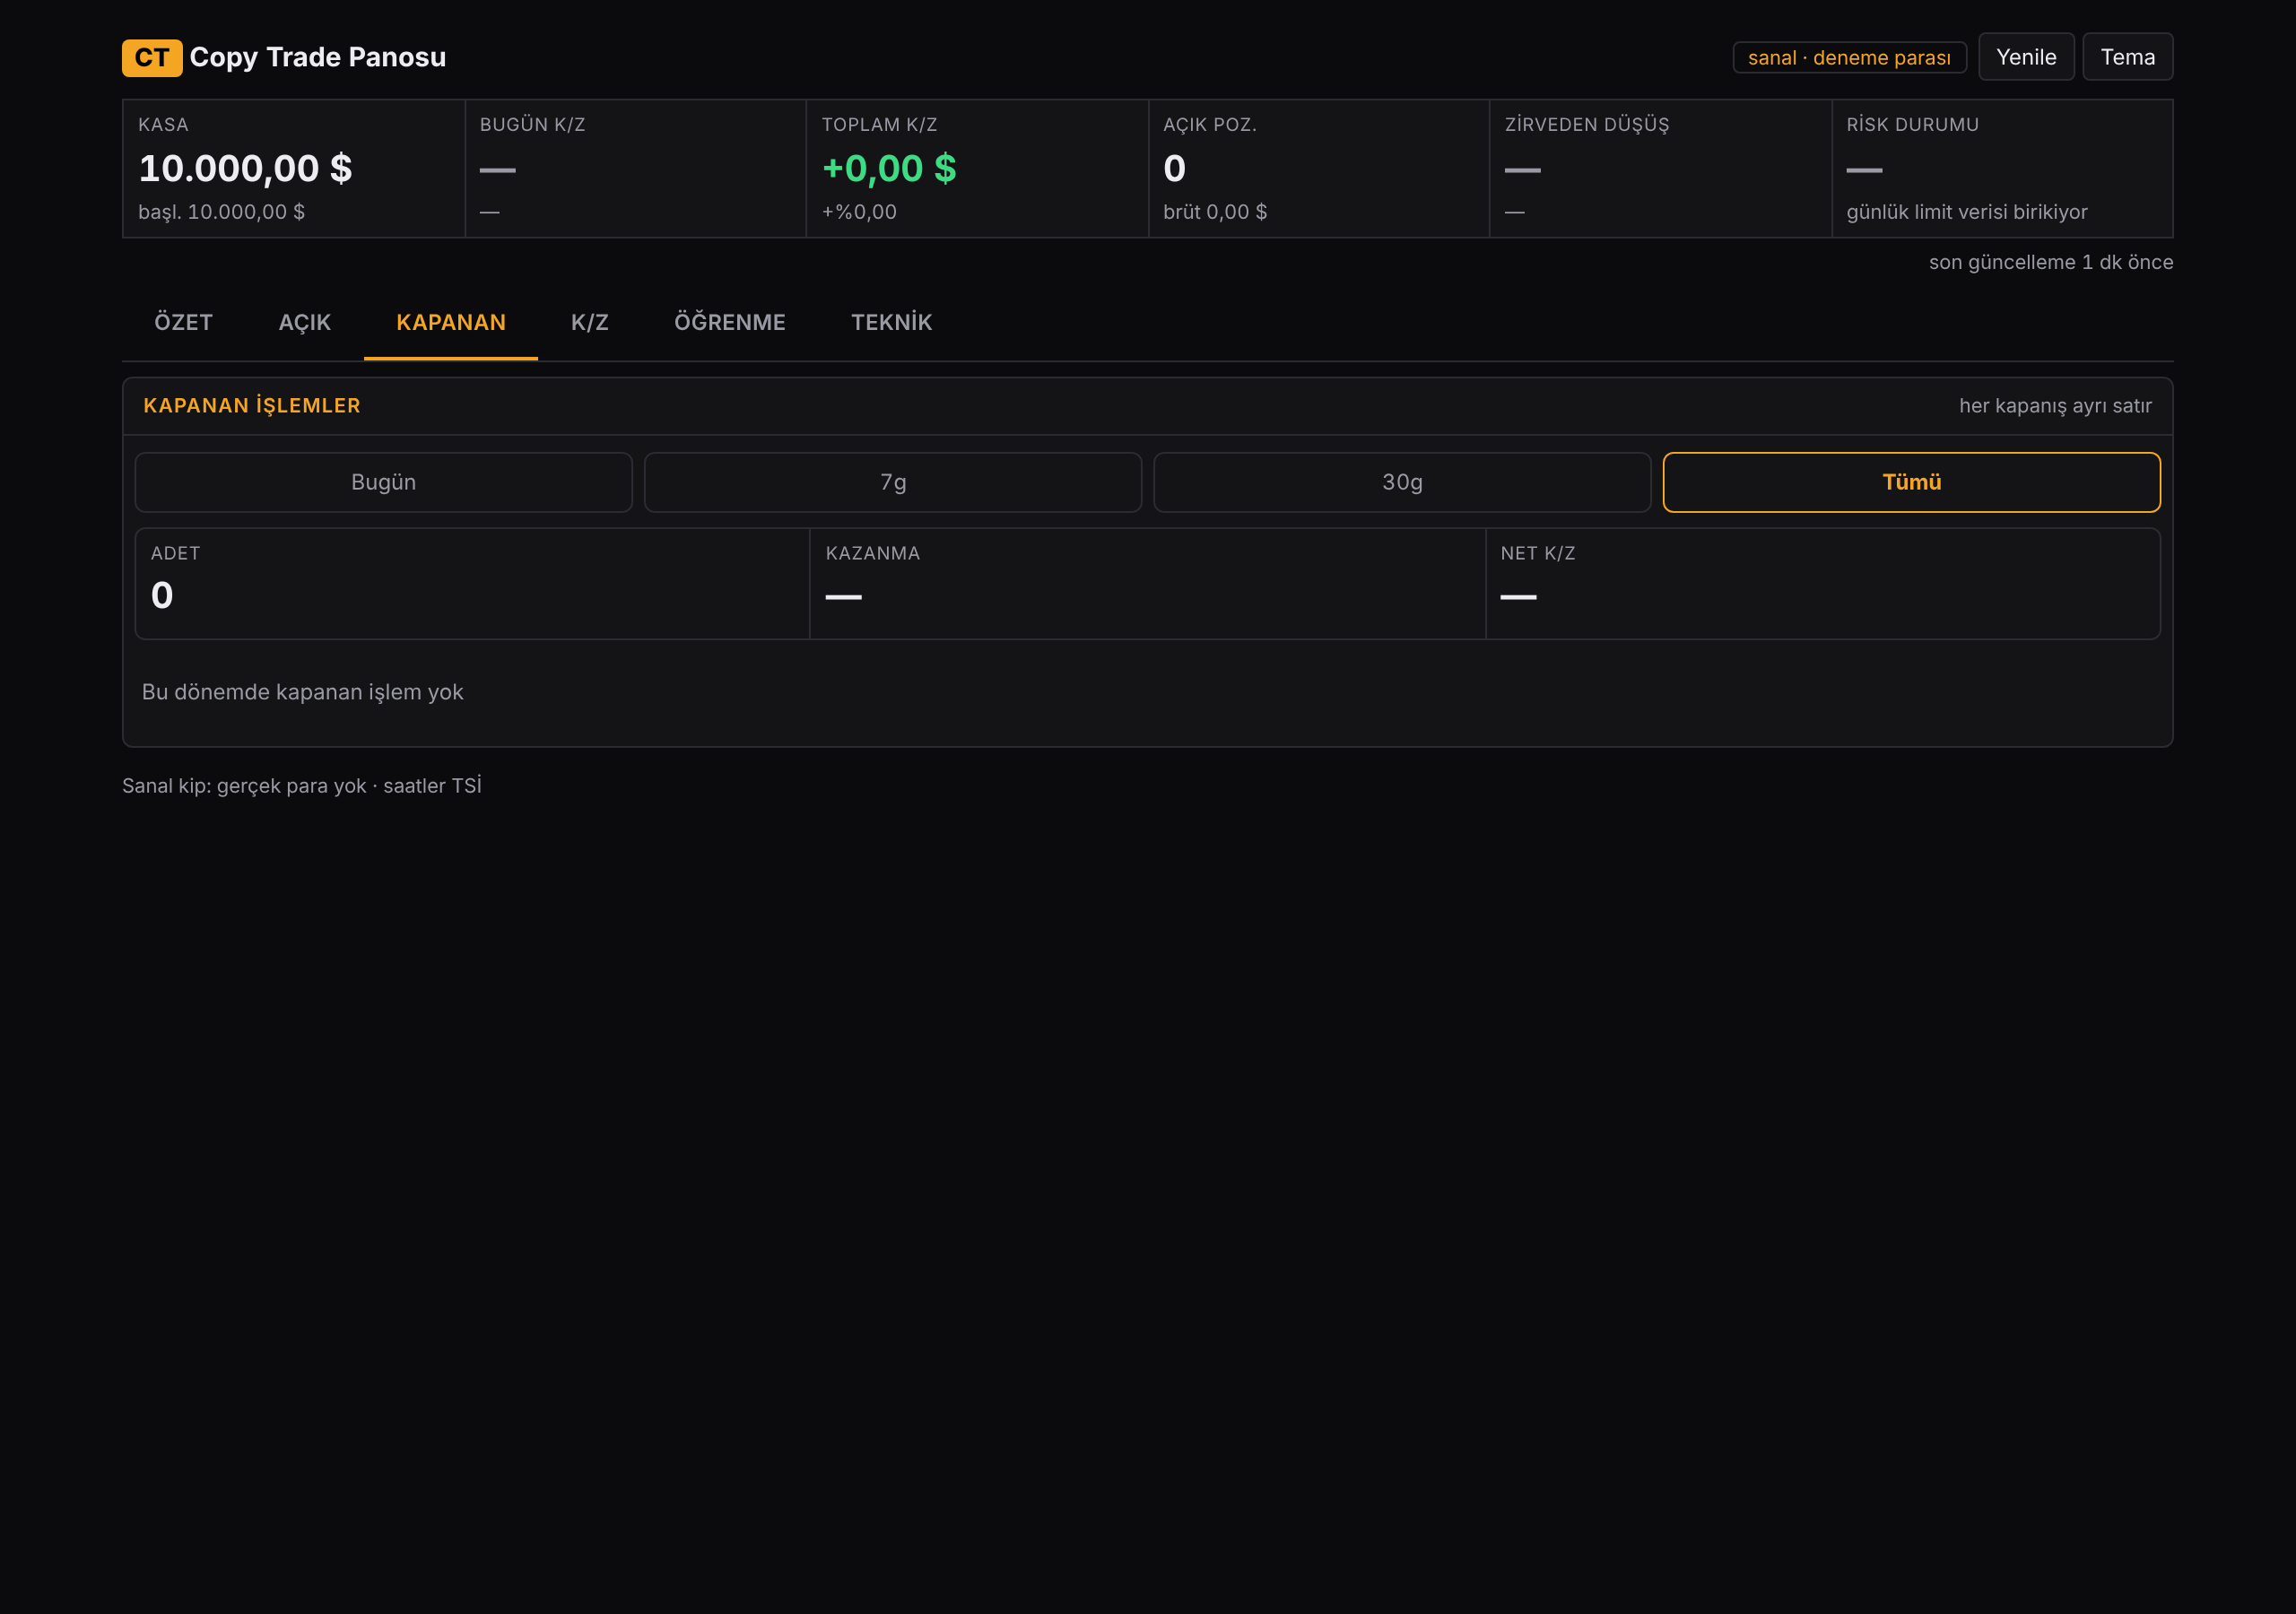 CT Copy Trade Panosu
sanal · deneme parası Yenile Tema
KASA
10.000,00 $
başl. 10.000,00 $
BUGÜN K/Z
—
—
TOPLAM K/Z
+0,00 $
+%0,00
AÇIK POZ.
0
brüt 0,00 $
ZİRVEDEN DÜŞÜŞ
—
—
RİSK DURUMU
—
günlük limit verisi birikiyor
son güncelleme 1 dk önce
ÖZET AÇIK KAPANAN K/Z ÖĞRENME TEKNİK
KAPANAN İŞLEMLER
her kapanış ayrı satır
Bugün 7g 30g Tümü
ADET
0
KAZANMA
—
NET K/Z
—
Bu dönemde kapanan işlem yok
Sanal kip: gerçek para yok · saatler TSİ